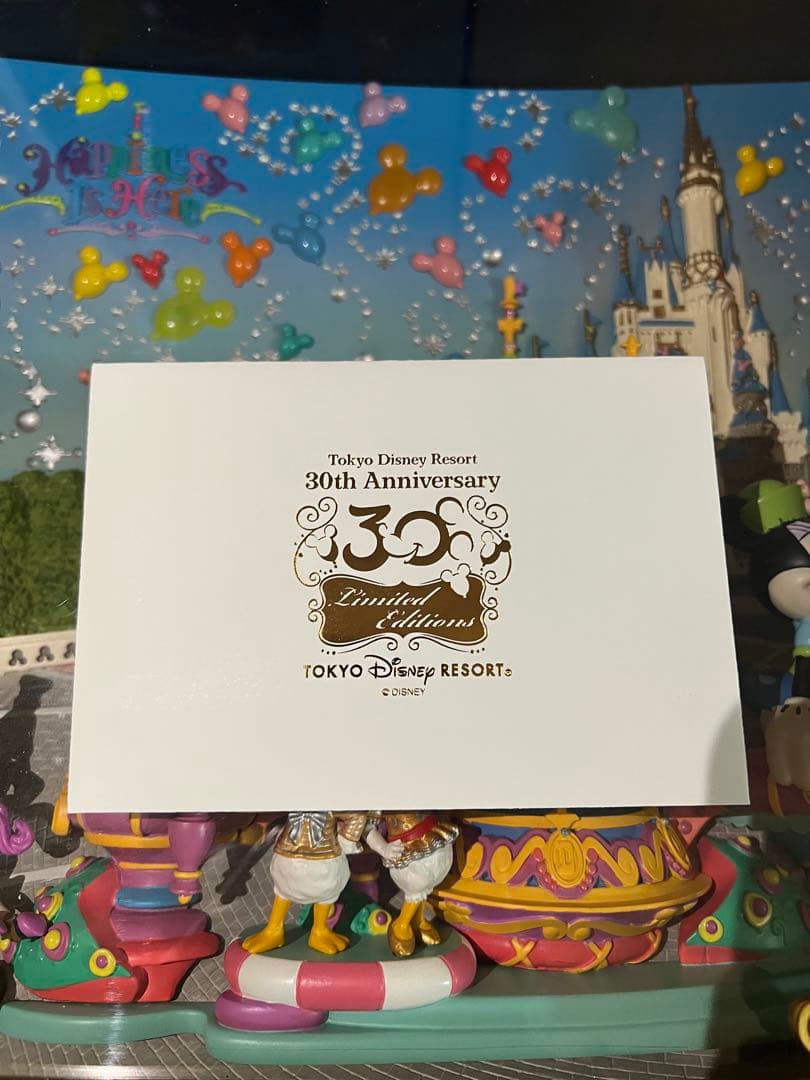 Happiness
Is Here
Tokyo Disney Resort
30th Anniversary
30
Limited
Editions
TOKYO Disney RESORT®
© DISNEY